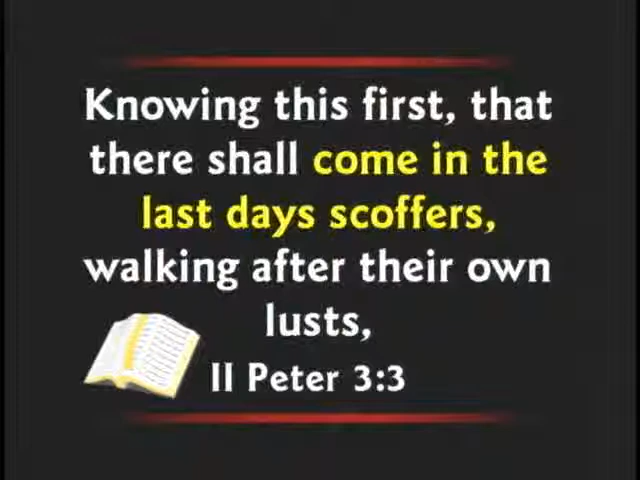 Knowing this first, that
there shall come in the
last days scoffers,
walking after their own
lusts,
II Peter 3:3